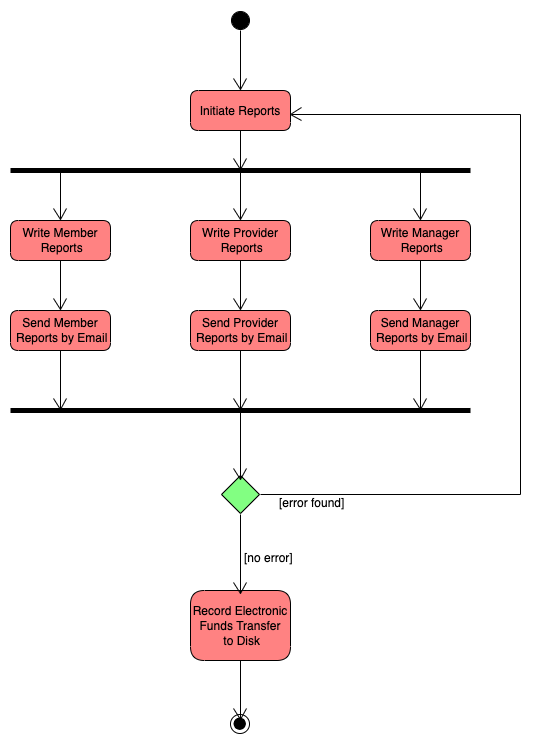 Initiate Reports
Write Member
Reports
Write Provider
Reports
Write Manager
Reports
Send Member
Reports by Email
Send Provider
Reports by Email
Send Manager
Reports by Email
[error found]
[no error]
Record Electronic
Funds Transfer
to Disk